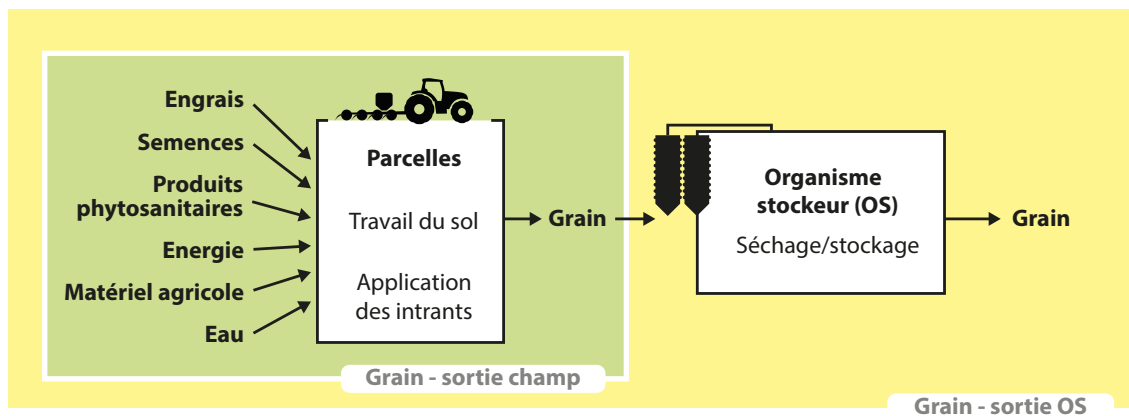 Engrais
Semences
Produits
phytosanitaires
Energie
Matériel agricole
Eau
Parcelles
Travail du sol
Application
des intrants
Grain
Organisme
stockeur (OS)
Séchage/stockage
Grain
Grain - sortie champ
Grain - sortie OS